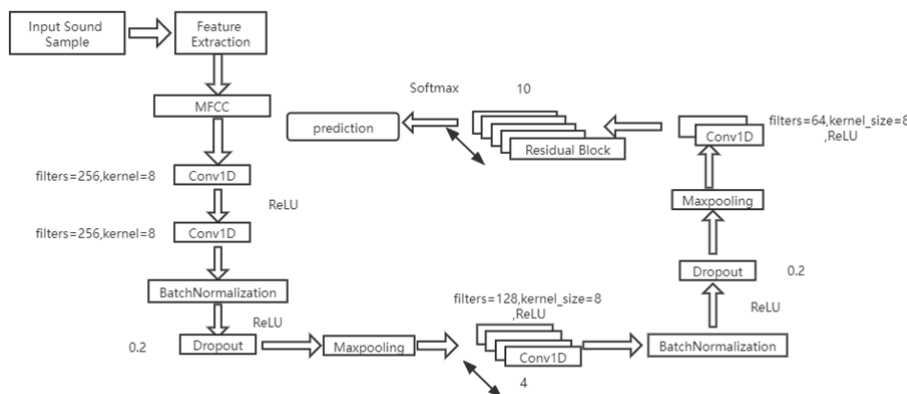 Input Sound
Sample
Feature
Extraction
MFCC
filters=256,kernel=8
Conv1D
ReLU
filters=256,kernel=8
Conv1D
BatchNormalization
ReLU
0.2
Dropout
Maxpooling
filters=128,kernel_size=8
,ReLU
Conv1D
4
BatchNormalization
ReLU
Dropout
0.2
Maxpooling
filters=64,kernel_size=8
,ReLU
Conv1D
10
Residual Block
Softmax
prediction